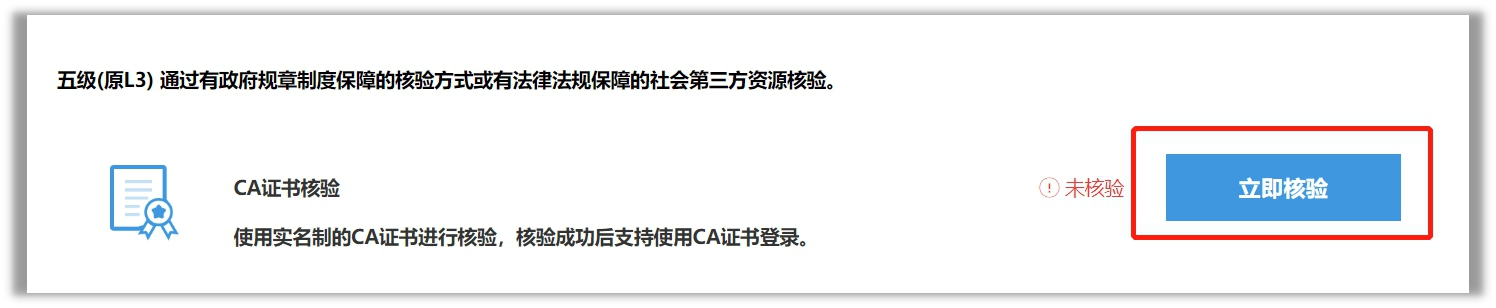 五级(原L3) 通过有政府规章制度保障的核验方式或有法律法规保障的社会第三方资源核验。
CA证书核验
未核验
立即核验
使用实名制的CA证书进行核验，核验成功后支持使用CA证书登录。